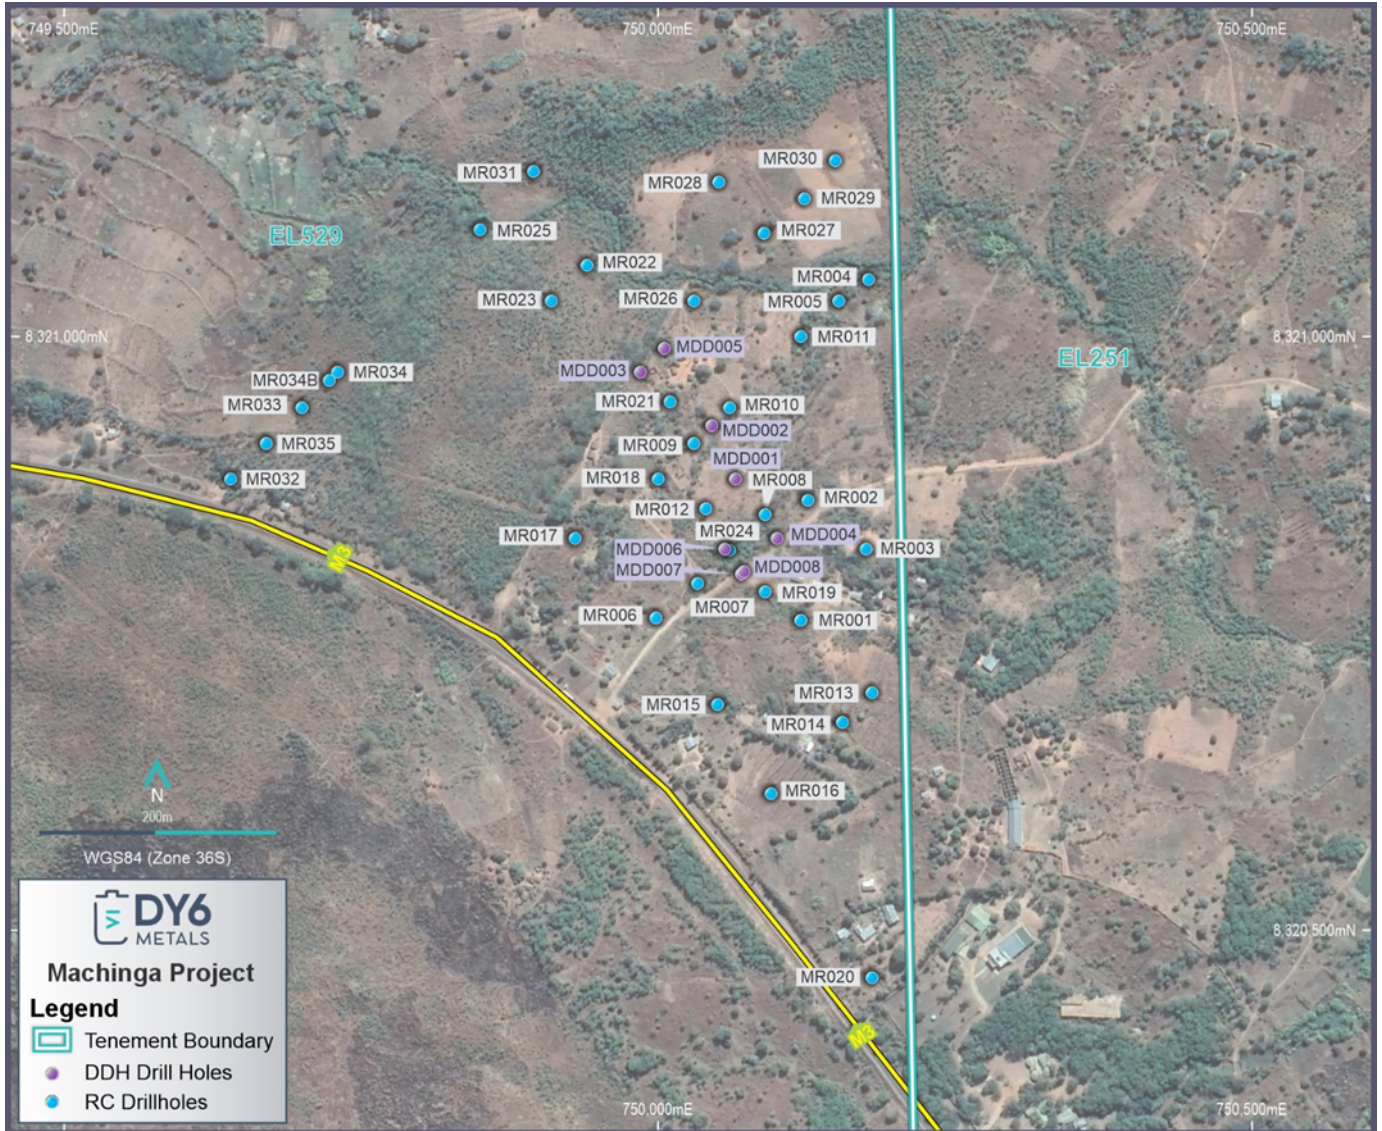 749,500mE
750,000mE
750,500mE
MR030
MR031
MR028
MR029
MR025
MR027
EL529
MR022
MR004
MR023
MR026
MR005
8,321,000mN
MR011
8,321,000mN
MDD005
EL251
MDD003
MR034
MR034B
MR033
MR021
MR010
MDD002
MR035
MR009
MDD001
MR032
MR018
MR008
MR002
MR012
MR024
MR017
MDD004
MDD006
MR003
M3
MDD007
MDD008
MR019
MR007
MR006
MR001
MR013
MR015
MR014
MR016
N
200m
WGS84 (Zone 36S)
DY6
METALS
8,320,500mN
Machinga Project
MR020
Legend
M3
Tenement Boundary
DDH Drill Holes
RC Drillholes
750,000mE
750,500mE